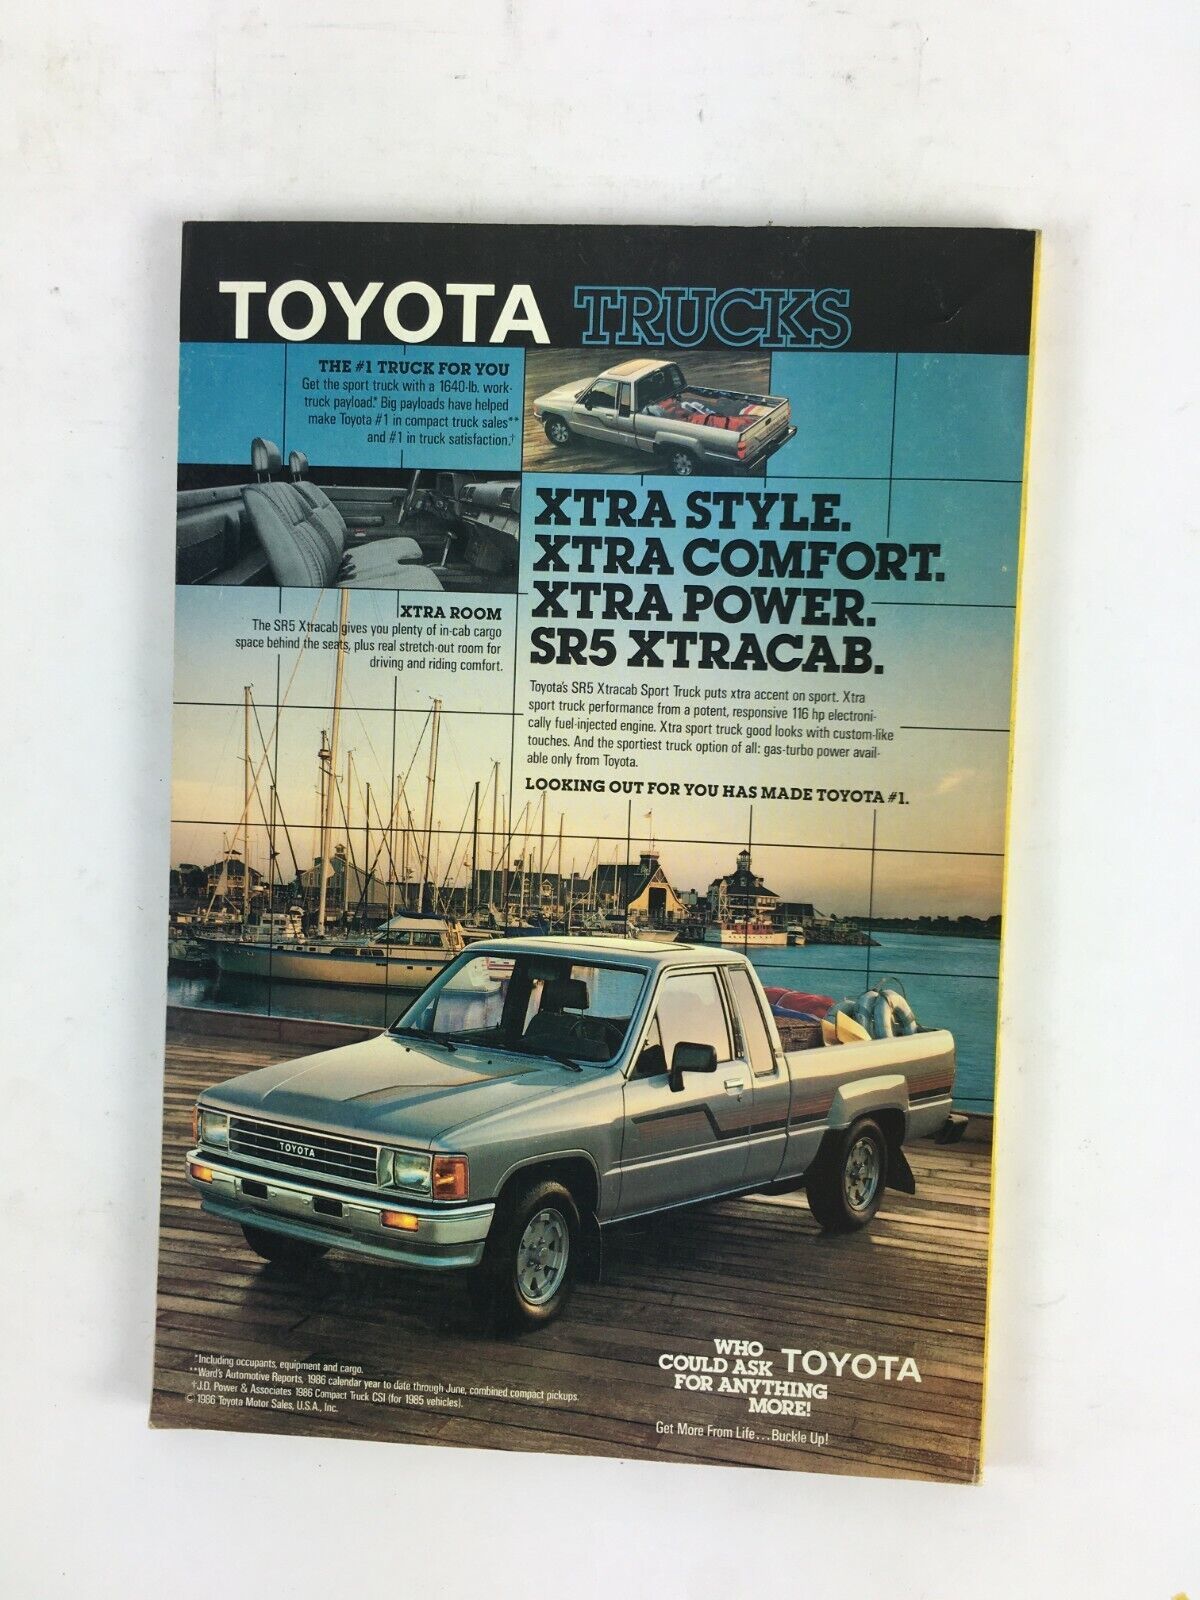 TOYOTA TRUCKS
THE #1 TRUCK FOR YOU
Get the sport truck with a 1640-lb. work-
truck payload.* Big payloads have helped
make Toyota #1 in compact truck sales**
and #1 in truck satisfaction.†
XTRA STYLE.
XTRA COMFORT.
XTRA POWER.
SR5 XTRACAB.
XTRA ROOM
The SR5 Xtracab gives you plenty of in-cab cargo
space behind the seats, plus real stretch-out room for
driving and riding comfort.
Toyota's SR5 Xtracab Sport Truck puts xtra accent on sport. Xtra
sport truck performance from a potent, responsive 116 hp electroni-
cally fuel-injected engine. Xtra sport truck good looks with custom-like
touches. And the sportiest truck option of all: gas-turbo power avail-
able only from Toyota.
LOOKING OUT FOR YOU HAS MADE TOYOTA #1.
TOYOTA
*Including occupants, equipment and cargo.
**Ward's Automotive Reports, 1986 calendar year to date through June, combined compact pickups.
†J.D. Power & Associates 1986 Compact Truck CSI (for 1985 vehicles).
© 1986 Toyota Motor Sales, U.S.A., Inc.
WHO
COULD ASK
FOR ANYTHING
MORE!
TOYOTA
Get More From Life...Buckle Up!